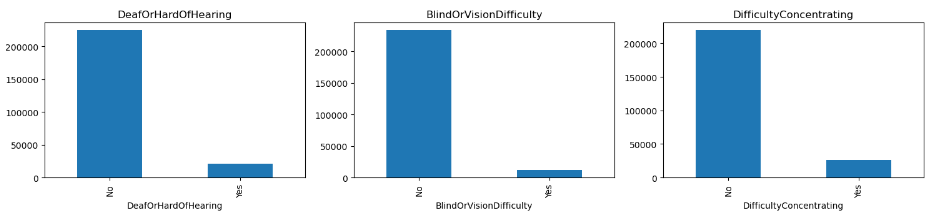 DeafOrHardOfHearing
200000
150000
100000
50000
0
No
Yes
DeafOrHardOfHearing
BlindOrVisionDifficulty
200000
150000
100000
50000
0
No
Yes
BlindOrVisionDifficulty
DifficultyConcentrating
200000
150000
100000
50000
0
No
Yes
DifficultyConcentrating